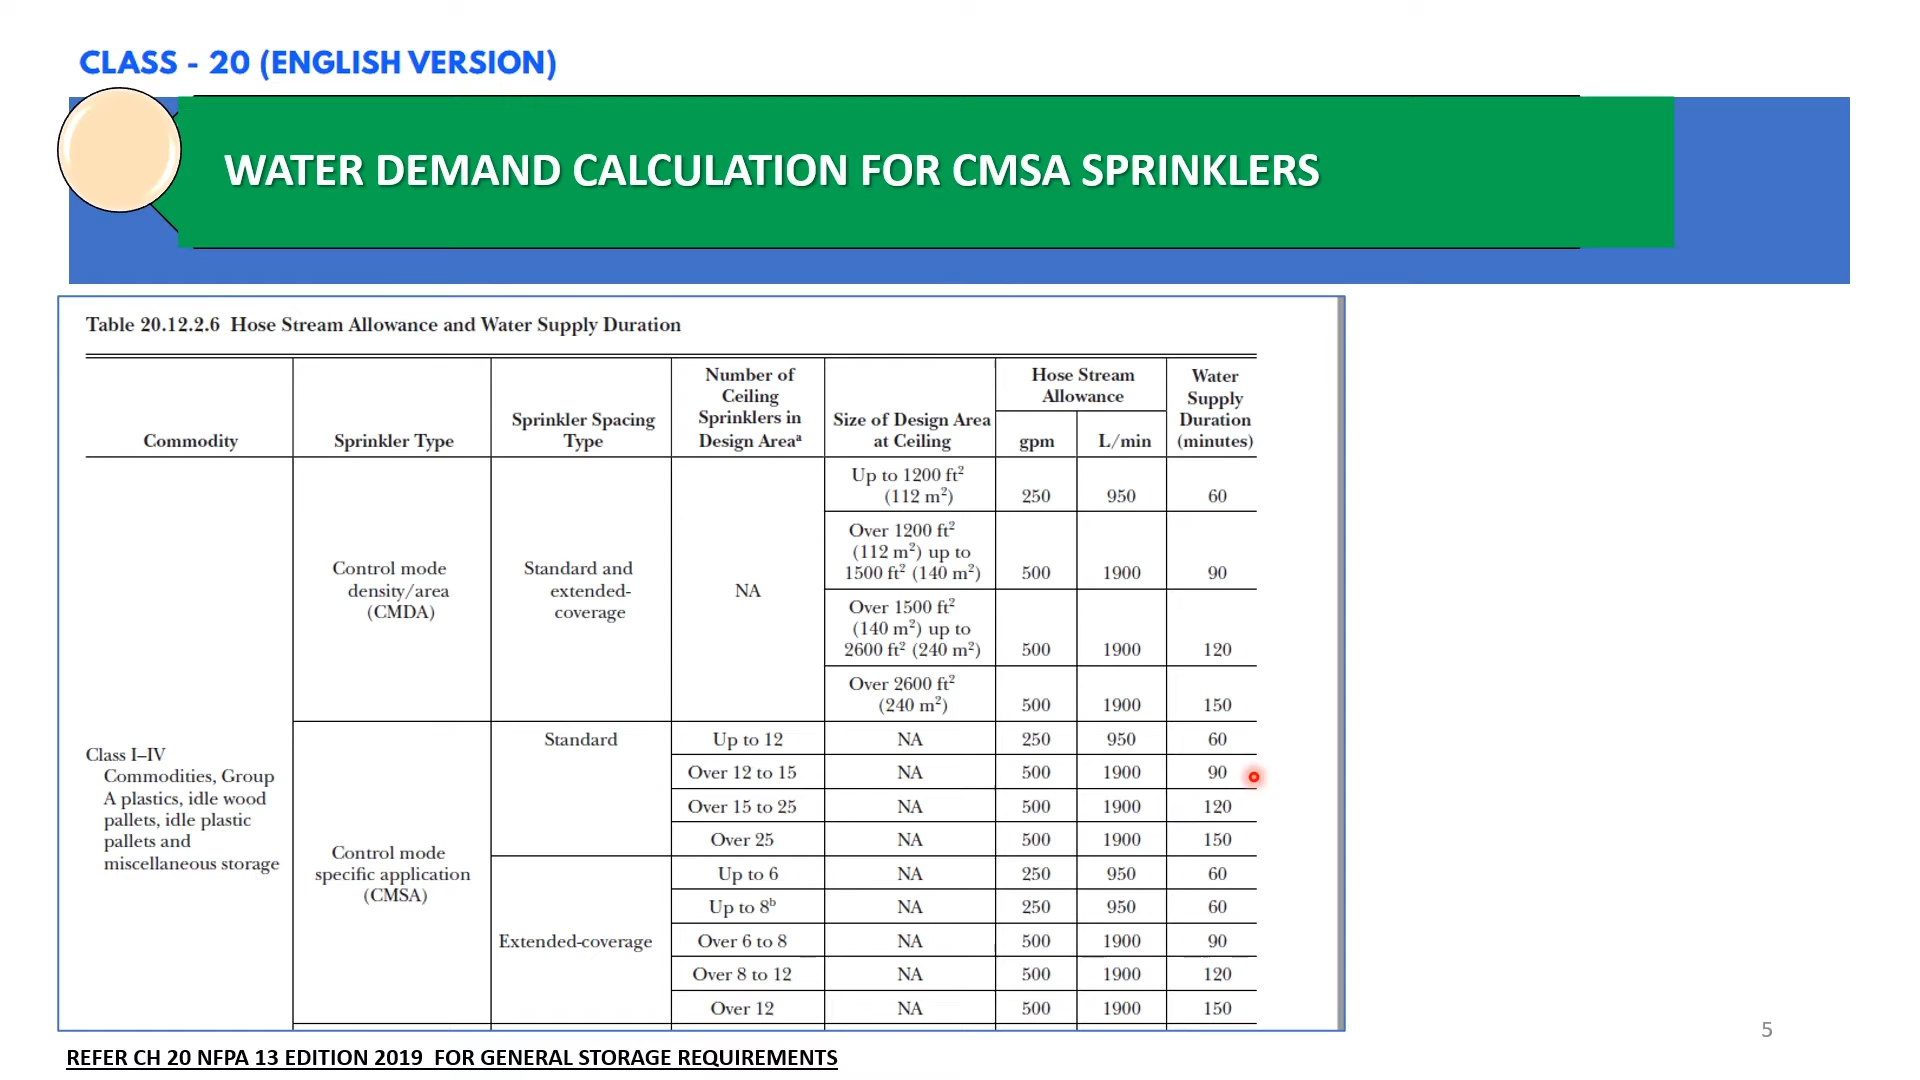 CLASS - 20 (ENGLISH VERSION)
WATER DEMAND CALCULATION FOR CMSA SPRINKLERS
Table 20.12.2.6 Hose Stream Allowance and Water Supply Duration
Commodity
Sprinkler Type
Sprinkler Spacing
Type
Number of
Ceiling
Sprinklers in
Design Areaᵃ
Size of Design Area
at Ceiling
Hose Stream
Allowance
gpm L/min
Water
Supply
Duration
(minutes)
Class I–IV
Commodities, Group
A plastics, idle wood
pallets, idle plastic
pallets and
miscellaneous storage
Control mode
density/area
(CMDA)
Standard and
extended-
coverage
NA
Up to 1200 ft²
(112 m²) 250 950 60
Over 1200 ft²
(112 m²) up to
1500 ft² (140 m²) 500 1900 90
Over 1500 ft²
(140 m²) up to
2600 ft² (240 m²) 500 1900 120
Over 2600 ft²
(240 m²) 500 1900 150
Control mode
specific application
(CMSA)
Standard Up to 12 NA 250 950 60
Over 12 to 15 NA 500 1900 90
Over 15 to 25 NA 500 1900 120
Over 25 NA 500 1900 150
Extended-coverage
Up to 6 NA 250 950 60
Up to 8ᵇ NA 250 950 60
Over 6 to 8 NA 500 1900 90
Over 8 to 12 NA 500 1900 120
Over 12 NA 500 1900 150
5
REFER CH 20 NFPA 13 EDITION 2019 FOR GENERAL STORAGE REQUIREMENTS